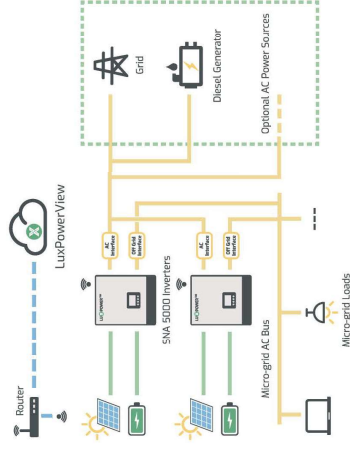 Router
LuxPowerView
Grid
Diesel Generator
Optional AC Power Sources
AC
Interface
Off Grid
Interface
SNA 5000 Inverters
AC
Interface
Off Grid
Interface
Micro-grid AC Bus
Micro-grid Loads